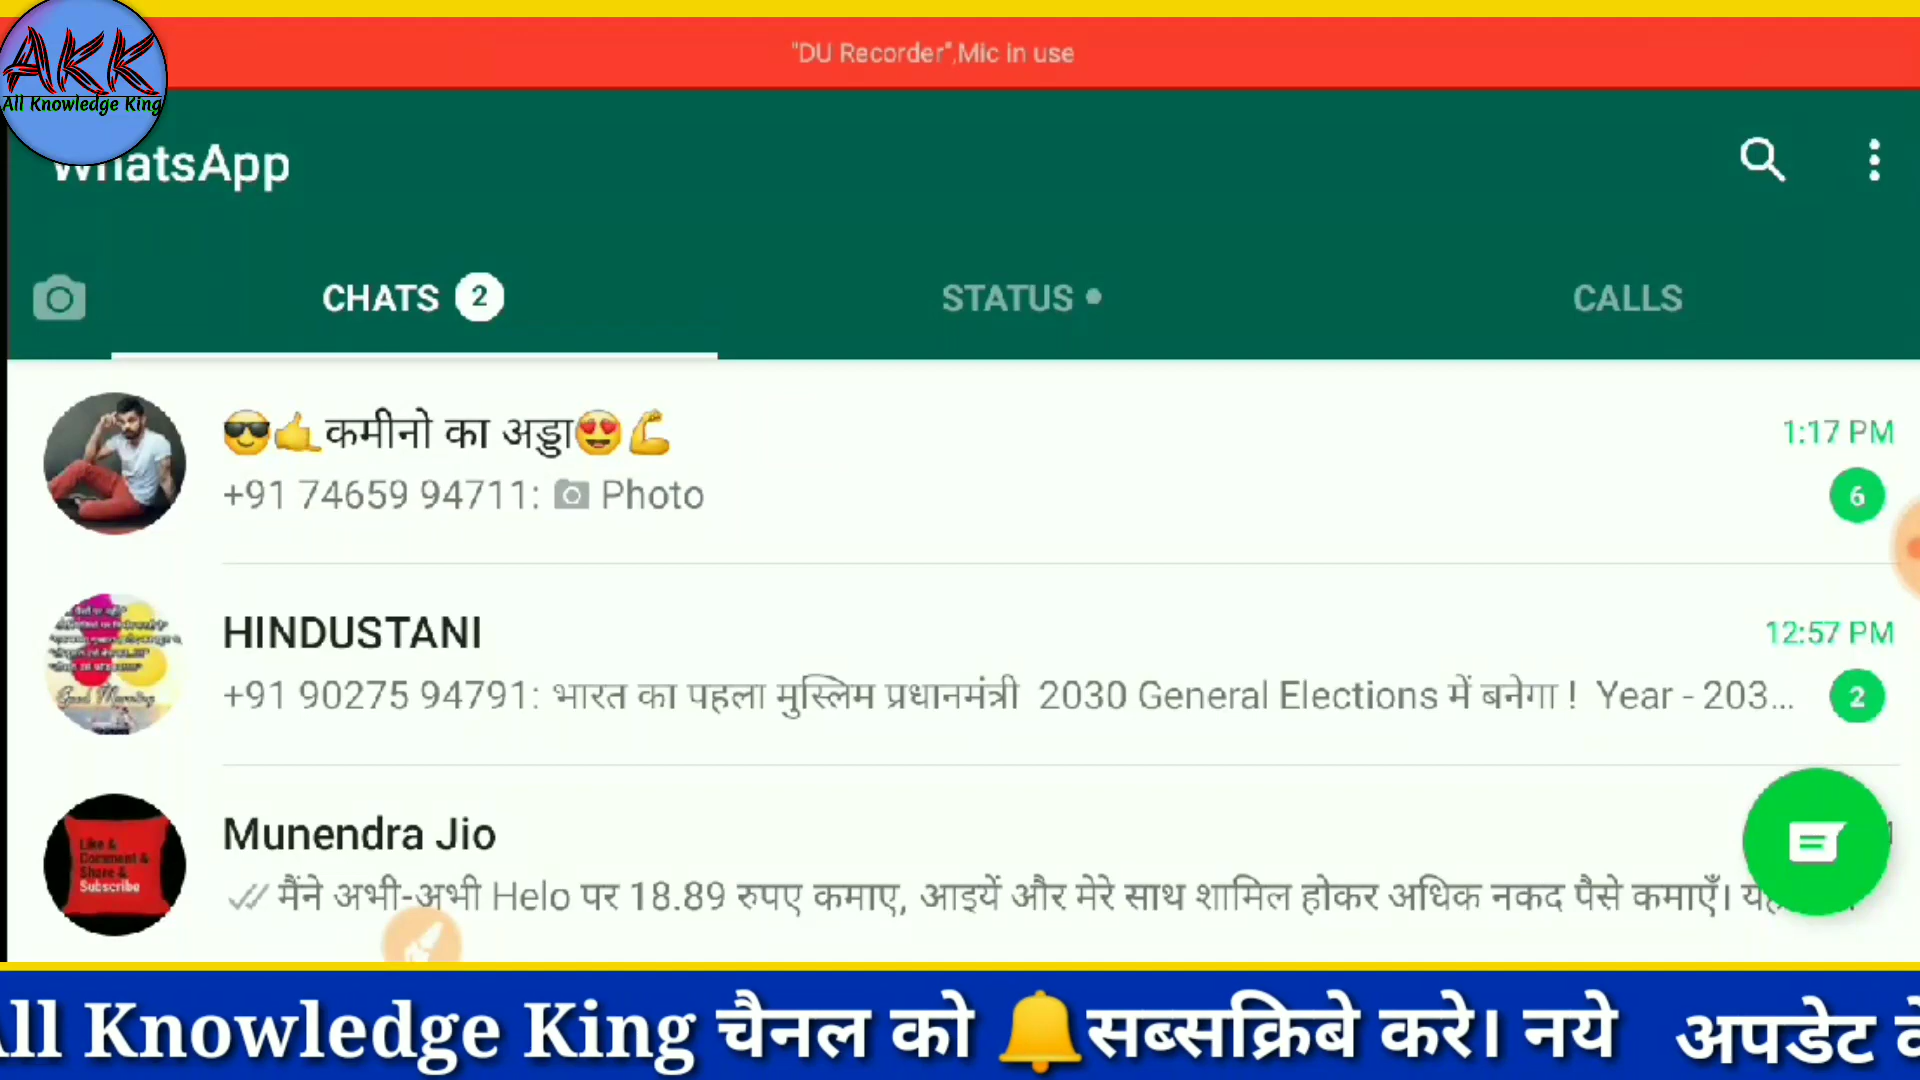 "DU Recorder",Mic in use
AKK
All Knowledge King
WhatsApp
CHATS 2
STATUS
CALLS
😎🤙कमीनो का अड्डा😍💪
1:17 PM
+91 74659 94711: Photo
6
HINDUSTANI
12:57 PM
+91 90275 94791: भारत का पहला मुस्लिम प्रधानमंत्री 2030 General Elections में बनेगा ! Year - 203...
2
Good Morning
Munendra Jio
Like &
Comment &
Share &
Subscribe
मैंने अभी-अभी Helo पर 18.89 रुपए कमाए, आइयें और मेरे साथ शामिल होकर अधिक नकद पैसे कमाएँ।
All Knowledge King चैनल को 🔔सब्सक्रिबे करे। नये अपडेट